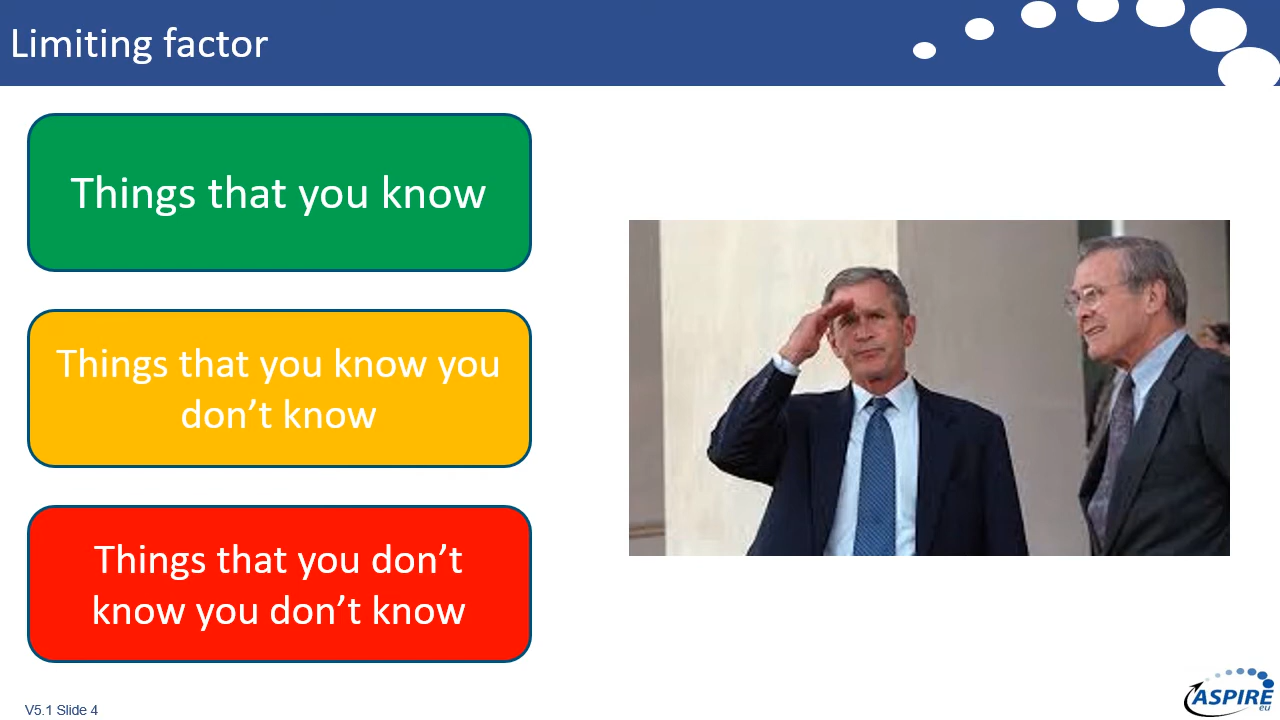 Limiting factor
Things that you know
Things that you know you
don’t know
Things that you don’t
know you don’t know
V5.1 Slide 4
ASPIRE
eu